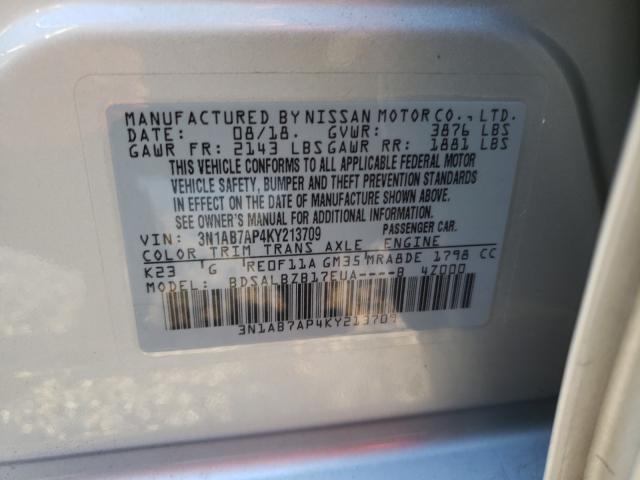 MANUFACTURED BY NISSAN MOTOR CO., LTD.
DATE: 08/18. GVWR: 3876 LBS
GAWR FR: 2143 LBS GAWR RR: 1881 LBS
THIS VEHICLE CONFORMS TO ALL APPLICABLE FEDERAL MOTOR
VEHICLE SAFETY, BUMPER AND THEFT PREVENTION STANDARDS
IN EFFECT ON THE DATE OF MANUFACTURE SHOWN ABOVE.
SEE OWNER'S MANUAL FOR ADDITIONAL INFORMATION.
VIN: 3N1AB7AP4KY213709 PASSENGER CAR.
COLOR TRIM TRANS AXLE ENGINE
K23 G RE0F11A GM35 MRA8DE 1798 CC
MODEL: BDSALBZB17EUA----B 4Z000
3N1AB7AP4KY213709